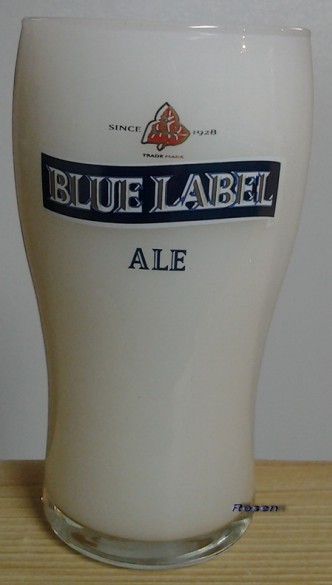 SINCE 1928
TRADE MARK
BLUE LABEL
ALE